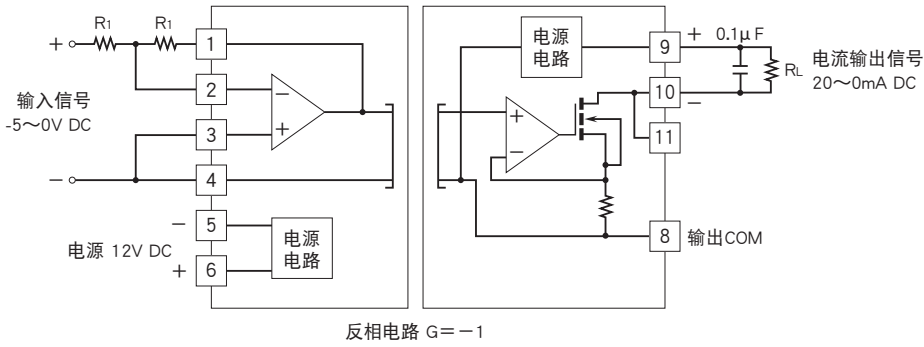 R1
R1
+
输入信号
-5～0V DC
−
1
2
3
4
5
6
−
+
−
电源 12V DC
+
电源
电路
电源
电路
+
−
9
10
11
8
+
0.1μF
−
RL
电流输出信号
20～0mA DC
输出COM
反相电路 G=−1